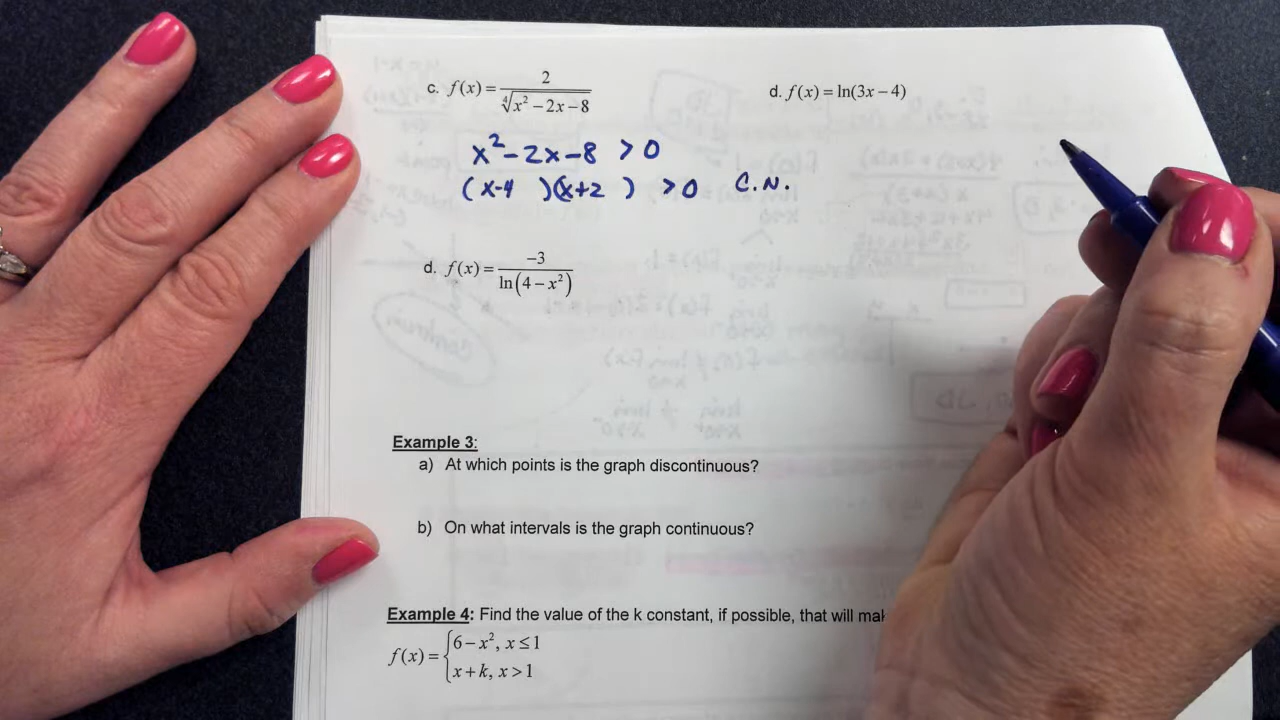 c. f(x) = 2 / ∜(x² − 2x − 8)
d. f(x) = ln(3x − 4)
x² − 2x − 8 > 0
(x-4 )(x+2 ) > 0 C.N.
d. f(x) = −3 / ln(4 − x²)
Example 3:
a) At which points is the graph discontinuous?
b) On what intervals is the graph continuous?
Example 4: Find the value of the k constant, if possible, that will
f(x) = { 6 − x², x ≤ 1
x + k, x > 1